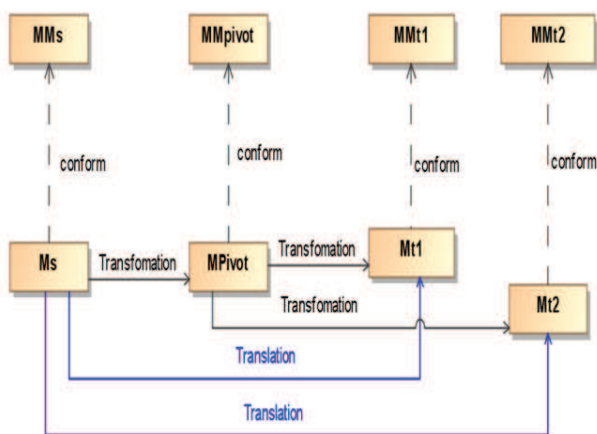 MMs
MMpivot
MMt1
MMt2
conform
conform
conform
conform
Ms
Transfomation
MPivot
Transfomation
Mt1
Transfomation
Mt2
Translation
Translation